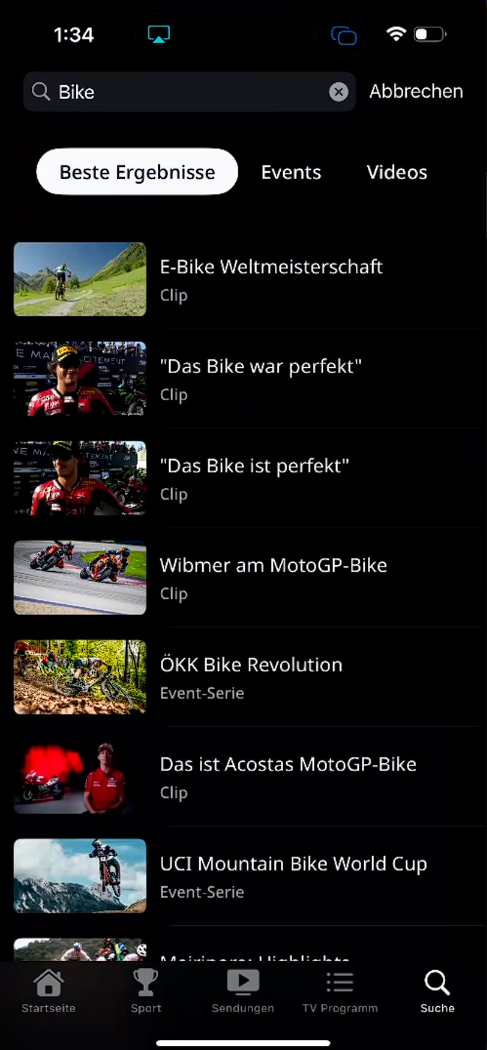 1:34
Bike
Abbrechen
Beste Ergebnisse
Events
Videos
E-Bike Weltmeisterschaft
Clip
"Das Bike war perfekt"
Clip
"Das Bike ist perfekt"
Clip
Wibmer am MotoGP-Bike
Clip
ÖKK Bike Revolution
Event-Serie
Das ist Acostas MotoGP-Bike
Clip
UCI Mountain Bike World Cup
Event-Serie
Startseite
Sport
Sendungen
TV Programm
Suche